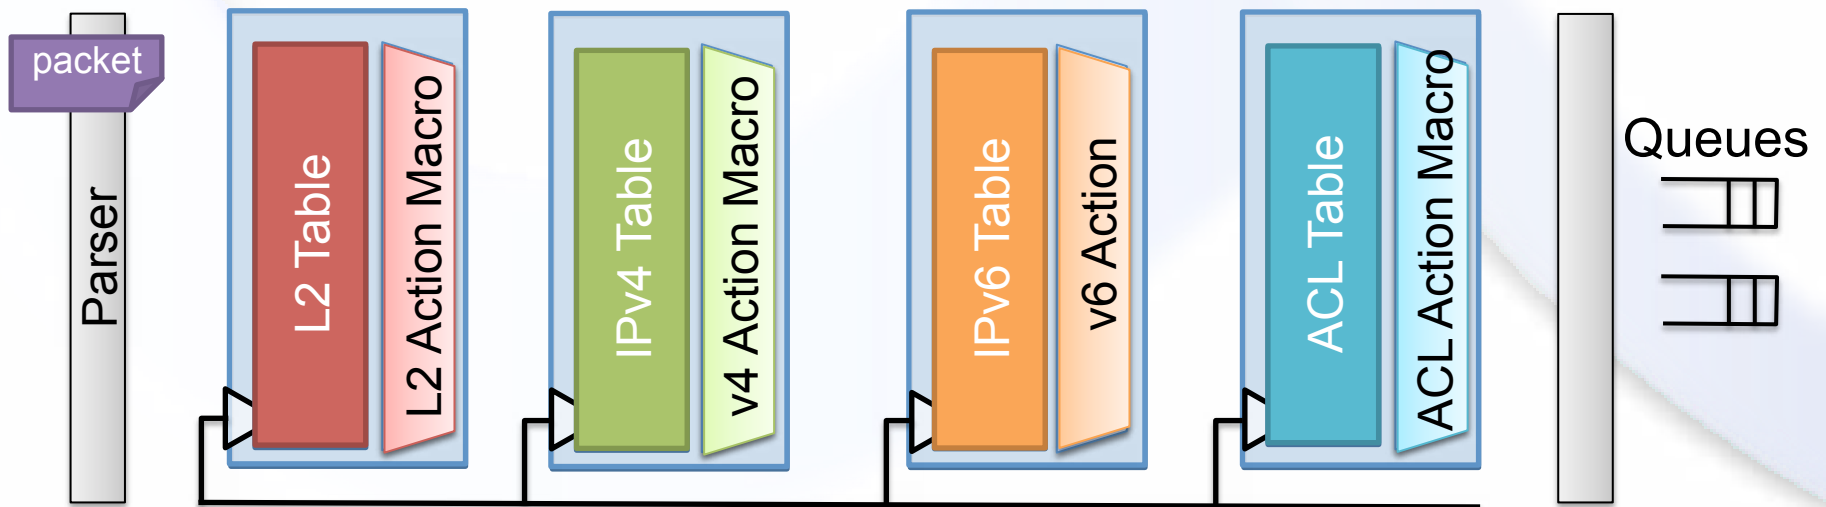 packet
Parser
L2 Table
L2 Action Macro
IPv4 Table
v4 Action Macro
IPv6 Table
v6 Action
ACL Table
ACL Action Macro
Queues